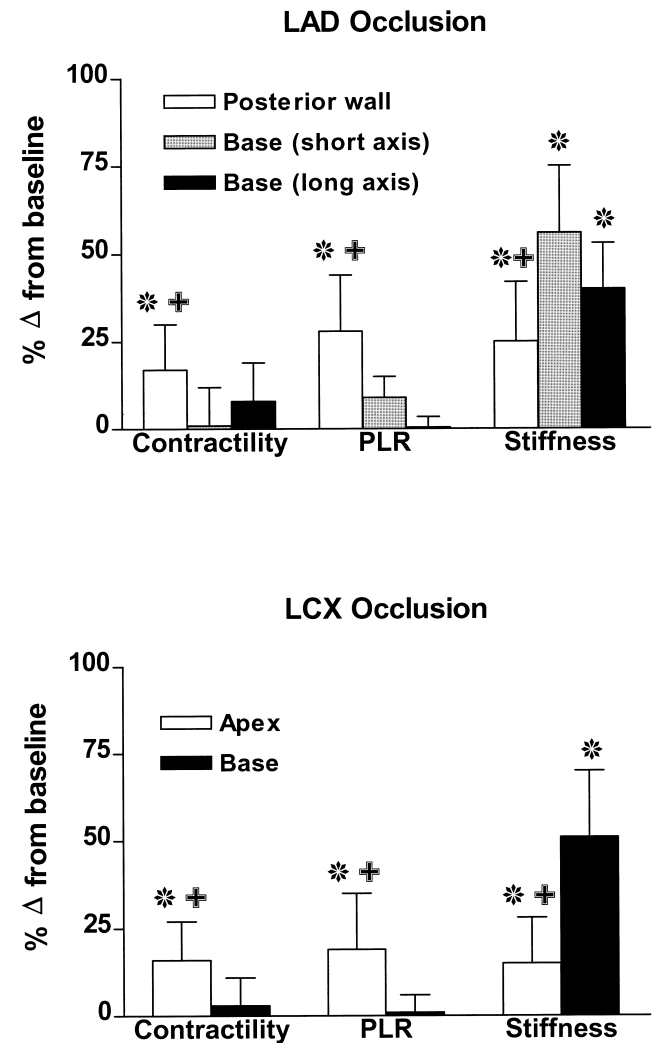 LAD Occlusion
100
75
50
25
0
% Δ from baseline
Posterior wall
Base (short axis)
Base (long axis)
* +
* +
*+
*
*
Contractility PLR Stiffness
LCX Occlusion
100
75
50
25
0
% Δ from baseline
Apex
Base
* +
* +
* +
*
Contractility PLR Stiffness